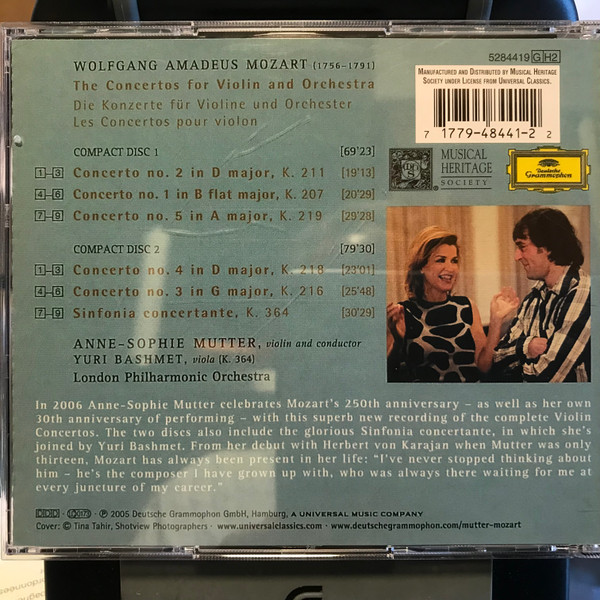 5284419 G H2
WOLFGANG AMADEUS MOZART (1756–1791)
The Concertos for Violin and Orchestra
Die Konzerte für Violine und Orchester
Les Concertos pour violon
MANUFACTURED AND DISTRIBUTED BY MUSICAL HERITAGE
SOCIETY UNDER LICENSE FROM UNIVERSAL CLASSICS.
7 17794-84412 2
COMPACT DISC 1 [69'23]
1–3 Concerto no. 2 in D major, K. 211 [19'13]
4–6 Concerto no. 1 in B flat major, K. 207 [20'29]
7–9 Concerto no. 5 in A major, K. 219 [29'28]
MUSICAL
HERITAGE
SOCIETY
Deutsche
Grammophon
COMPACT DISC 2 [79'30]
1–3 Concerto no. 4 in D major, K. 218 [23'01]
4–6 Concerto no. 3 in G major, K. 216 [25'48]
7–9 Sinfonia concertante, K. 364 [30'29]
ANNE-SOPHIE MUTTER, violin and conductor
YURI BASHMET, viola (K. 364)
London Philharmonic Orchestra
In 2006 Anne-Sophie Mutter celebrates Mozart's 250th anniversary – as well as her own
30th anniversary of performing – with this superb new recording of the complete Violin
Concertos. The two discs also include the glorious Sinfonia concertante, in which she's
joined by Yuri Bashmet. From her debut with Herbert von Karajan when Mutter was only
thirteen, Mozart has always been present in her life: “I've never stopped thinking about
him – he's the composer I have grown up with, who was always there waiting for me at
every juncture of my career.”
DDD · ℗ 2005 Deutsche Grammophon GmbH, Hamburg, A UNIVERSAL MUSIC COMPANY
Cover: © Tina Tahir, Shotview Photographers · www.universalclassics.com · www.deutschegrammophon.com/mutter-mozart